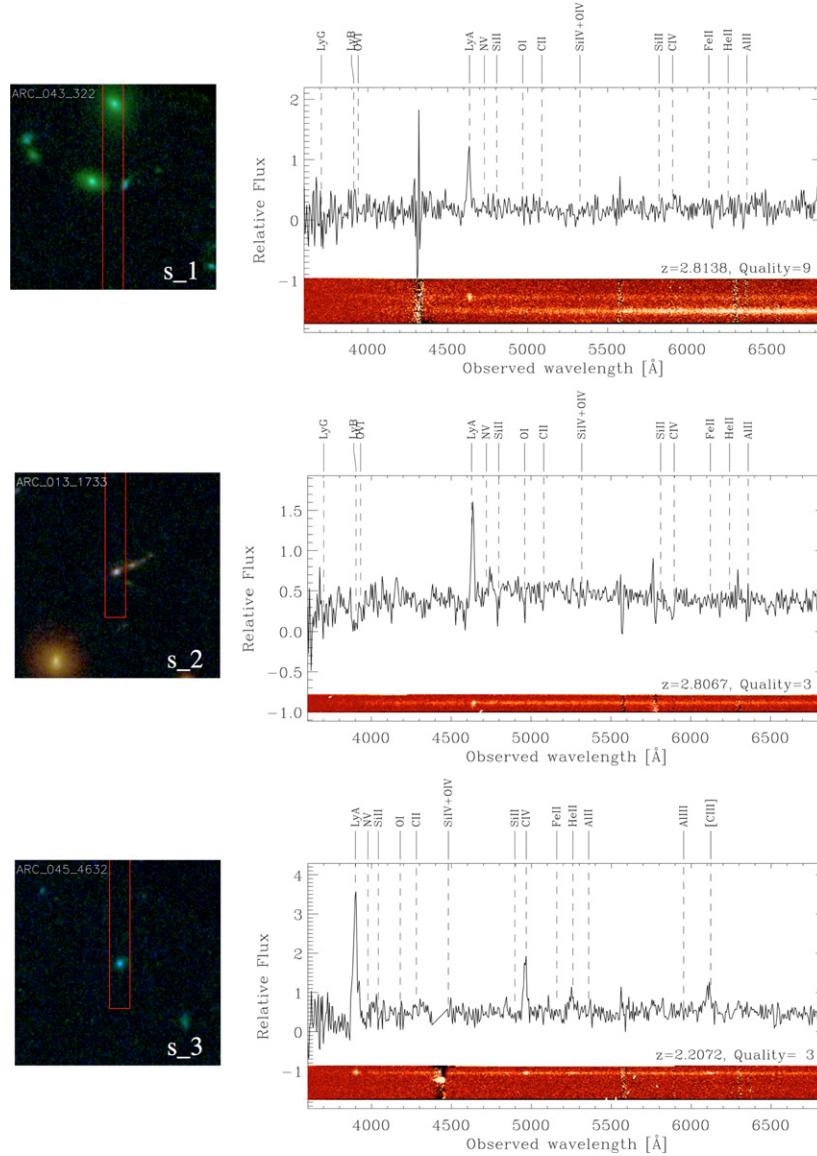 LyG
LyB
OVI
LyA
NV
SiII
OI
CII
SiIV+OIV
SiII
CIV
FeII
HeII
AlII
ARC_043_322
s_1
2
1
0
−1
Relative Flux
z=2.8138, Quality=9
4000 4500 5000 5500 6000 6500
Observed wavelength [Å]
LyG
LyB
OVI
LyA
NV
SiII
OI
CII
SiIV+OIV
SiII
CIV
FeII
HeII
AlII
ARC_013_1733
s_2
1.5
1.0
0.5
0.0
−0.5
−1.0
Relative Flux
z=2.8067, Quality=3
4000 4500 5000 5500 6000 6500
Observed wavelength [Å]
LyA
NV
SiII
OI
CII
SiIV+OIV
SiII
CIV
FeII
HeII
AlII
AlIII
[CIII]
ARC_045_4632
s_3
4
3
2
1
0
−1
Relative Flux
z=2.2072, Quality= 3
4000 4500 5000 5500 6000 6500
Observed wavelength [Å]